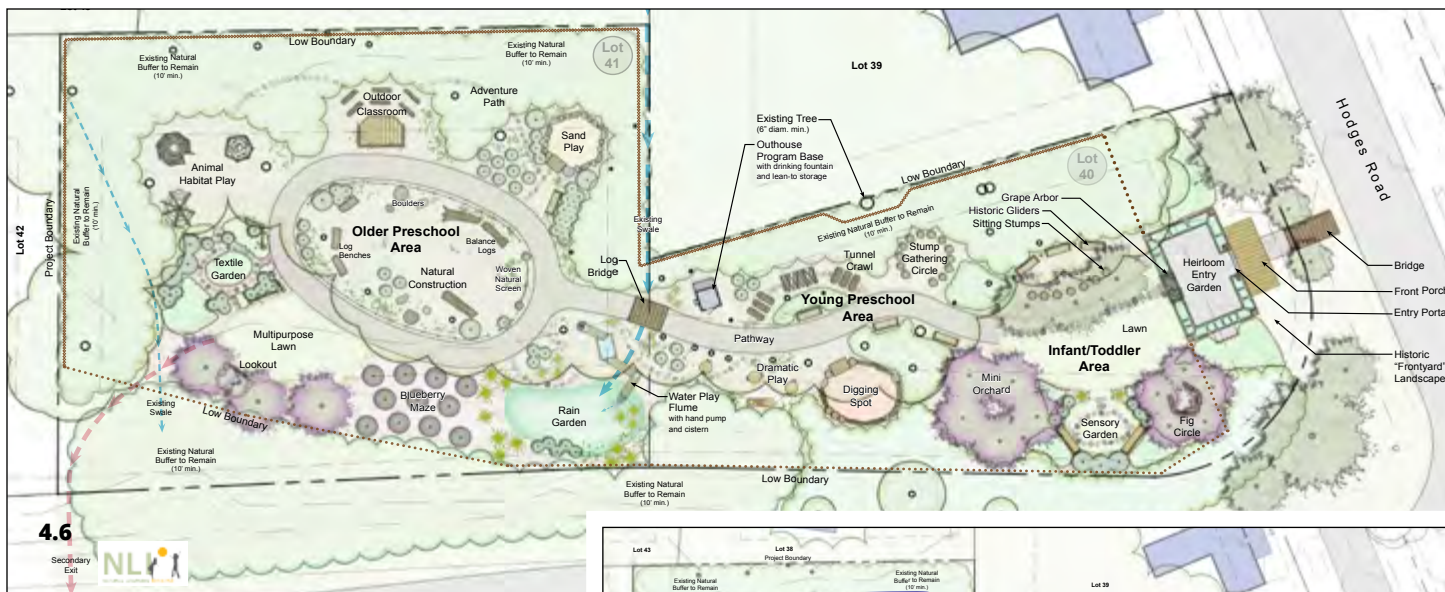 Low Boundary
Existing Natural
Buffer to Remain
(10' min.)
Existing Natural
Buffer to Remain
(10' min.)
Lot
41
Lot 39
Hodges Road
Outdoor
Classroom
Adventure
Path
Sand
Play
Animal
Habitat Play
Existing Tree
(6" diam. min.)
Outhouse
Program Base
with drinking fountain
and lean-to storage
Low Boundary
Lot
40
Lot 42
Project Boundary
Existing Natural
Buffer to Remain
(10' min.)
Boulders
Older Preschool
Area
Log
Benches
Balance
Logs
Natural
Construction
Woven
Natural
Screen
Textile
Garden
Existing
Swale
Existing Natural Buffer to Remain
(10' min.)
Grape Arbor
Historic Gliders
Sitting Stumps
Log
Bridge
Tunnel
Crawl
Stump
Gathering
Circle
Young Preschool
Area
Heirloom
Entry
Garden
Bridge
Front Porch
Entry Porta
Historic
"Frontyard"
Landscape
Multipurpose
Lawn
Lookout
Pathway
Lawn
Infant/Toddler
Area
Dramatic
Play
Digging
Spot
Mini
Orchard
Sensory
Garden
Fig
Circle
Existing
Swale
Low Boundary
Blueberry
Maze
Rain
Garden
Water Play
Flume
with hand pump
and cistern
Existing Natural
Buffer to Remain
(10' min.)
Existing Natural
Buffer to Remain
(10' min.)
Low Boundary
4.6
Secondary
Exit
NLI
Lot 43
Lot 38
Project Boundary
Existing Natural
Buffer to Remain
Existing Natural
Buffer to Remain
(10' min.)
Lot 39